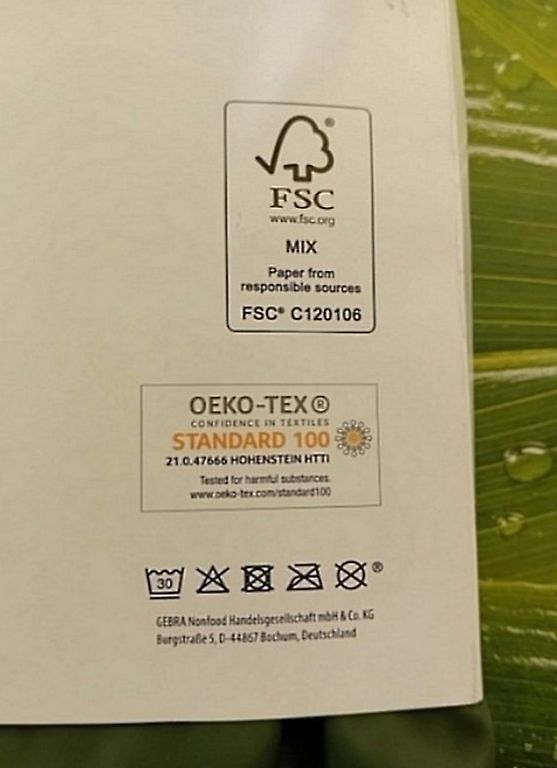 ®
FSC
www.fsc.org
MIX
Paper from
responsible sources
FSC® C120106
OEKO-TEX®
CONFIDENCE IN TEXTILES
STANDARD 100
21.0.47666 HOHENSTEIN HTTI
Tested for harmful substances.
www.oeko-tex.com/standard100
30 ®
GEBRA Nonfood Handelsgesellschaft mbH & Co. KG
Burgstraße 5, D-44867 Bochum, Deutschland